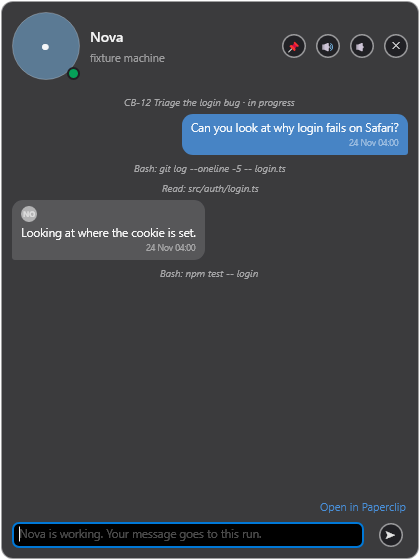 Nova
fixture machine
CB-12 Triage the login bug · in progress
Can you look at why login fails on Safari?
24 Nov 04:00
Bash: git log --oneline -5 -- login.ts
Read: src/auth/login.ts
NO
Looking at where the cookie is set.
24 Nov 04:00
Bash: npm test -- login
Open in Paperclip
Nova is working. Your message goes to this run.